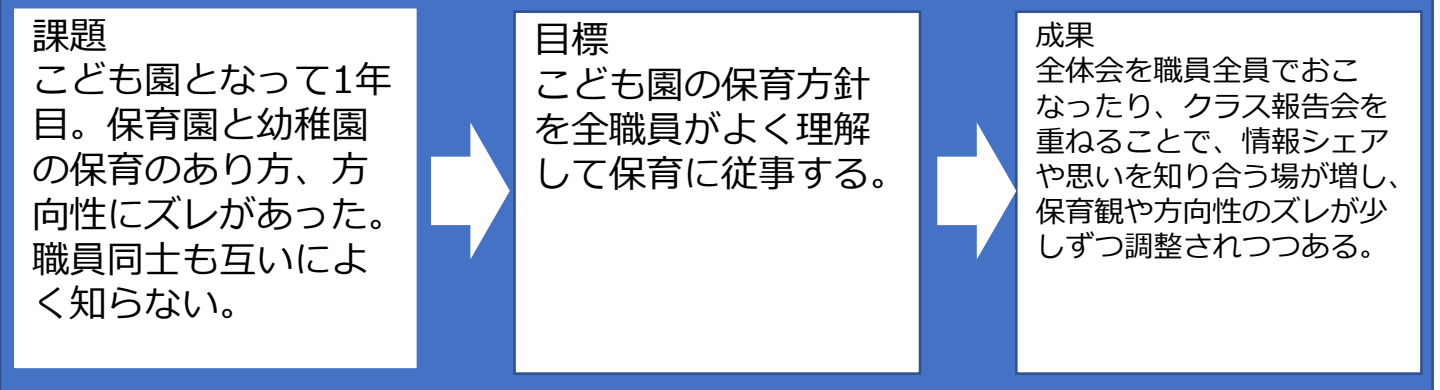 課題
こども園となって1年
目。保育園と幼稚園
の保育のあり方、方
向性にズレがあった。
職員同士も互いによ
く知らない。
目標
こども園の保育方針
を全職員がよく理解
して保育に従事する。
成果
全体会を職員全員でおこ
なったり、クラス報告会を
重ねることで、情報シェア
や思いを知り合う場が増し、
保育観や方向性のズレが少
しずつ調整されつつある。